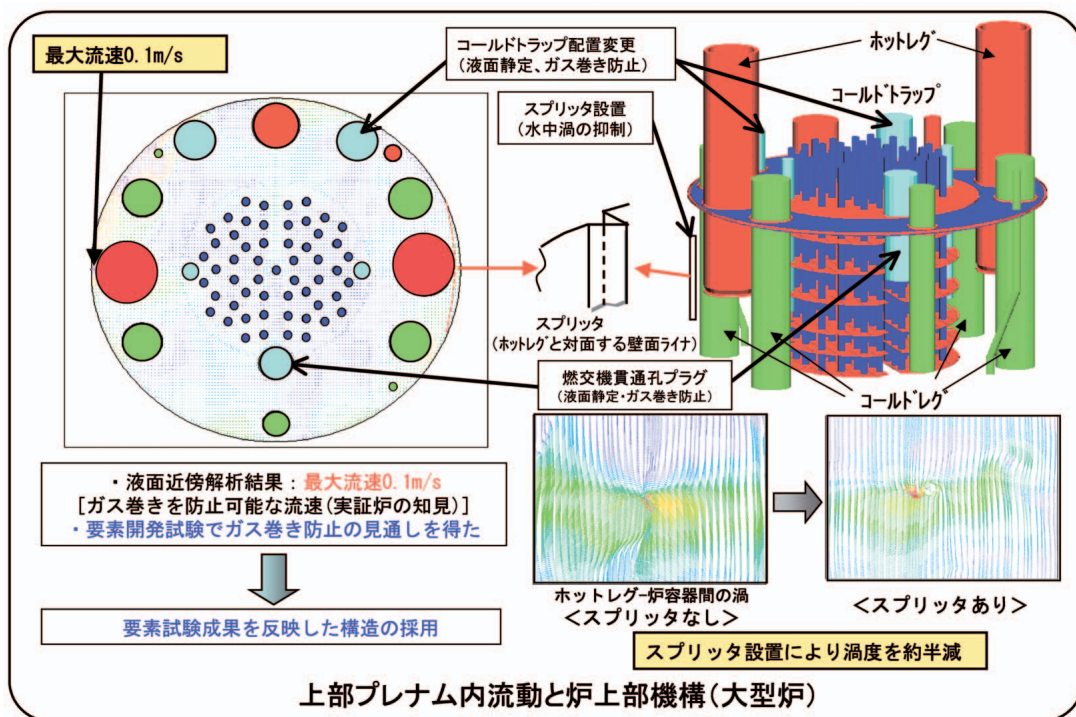 最大流速0.1m/s
コールドトラップ配置変更
(液面静定、ガス巻き防止)
スプリッタ設置
(水中渦の抑制)
ﾎｯﾄﾚｸﾞ
コールドトラップ
スプリッタ
(ﾎｯﾄﾚｸﾞと対面する壁面ライナ)
燃交機貫通孔プラグ
(液面静定・ガス巻き防止)
コールドレグ
・液面近傍解析結果：最大流速0.1m/s
[ガス巻きを防止可能な流速(実証炉の知見)]
・要素開発試験でガス巻き防止の見通しを得た
要素試験成果を反映した構造の採用
ホットレグ-炉容器間の渦
＜スプリッタなし＞
＜スプリッタあり＞
スプリッタ設置により渦度を約半減
上部プレナム内流動と炉上部機構(大型炉)